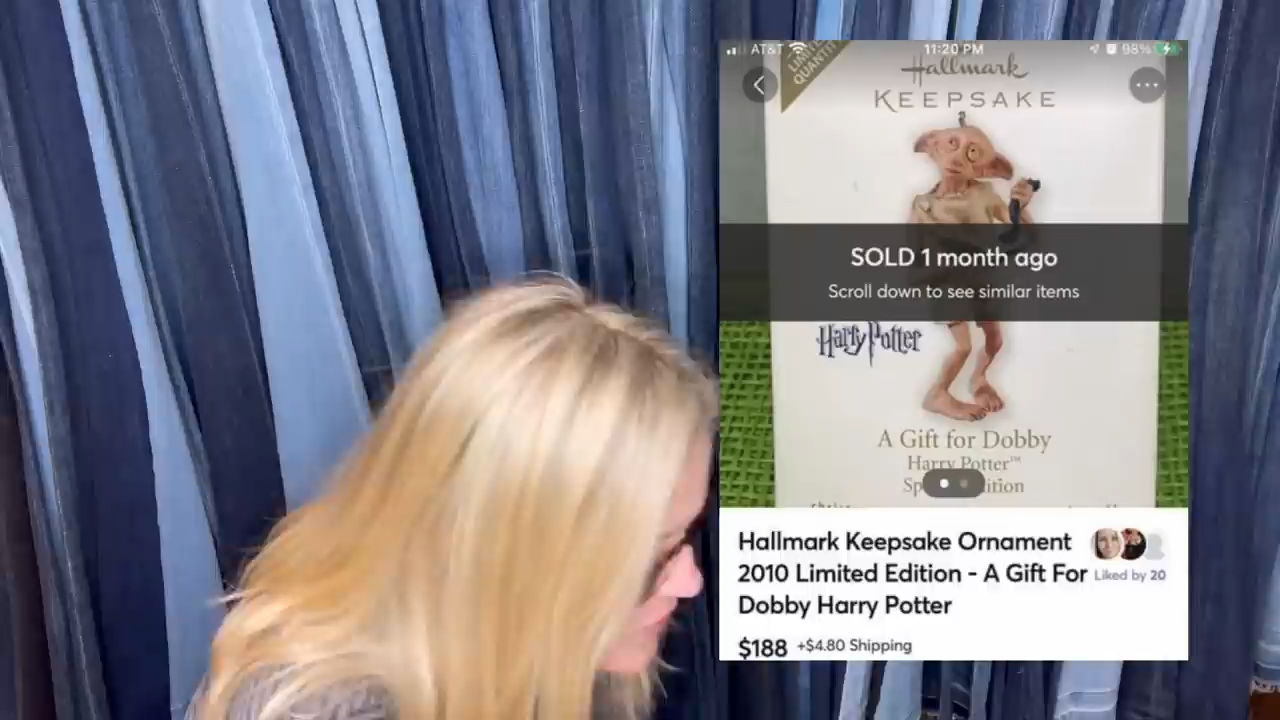 AT&T 11:20 PM 98%
LIMITED
QUANTITY
Hallmark
KEEPSAKE
SOLD 1 month ago
Scroll down to see similar items
Harry Potter
A Gift for Dobby
Harry Potter™
Hallmark Keepsake Ornament
2010 Limited Edition - A Gift For
Dobby Harry Potter
Liked by 20
$188 +$4.80 Shipping